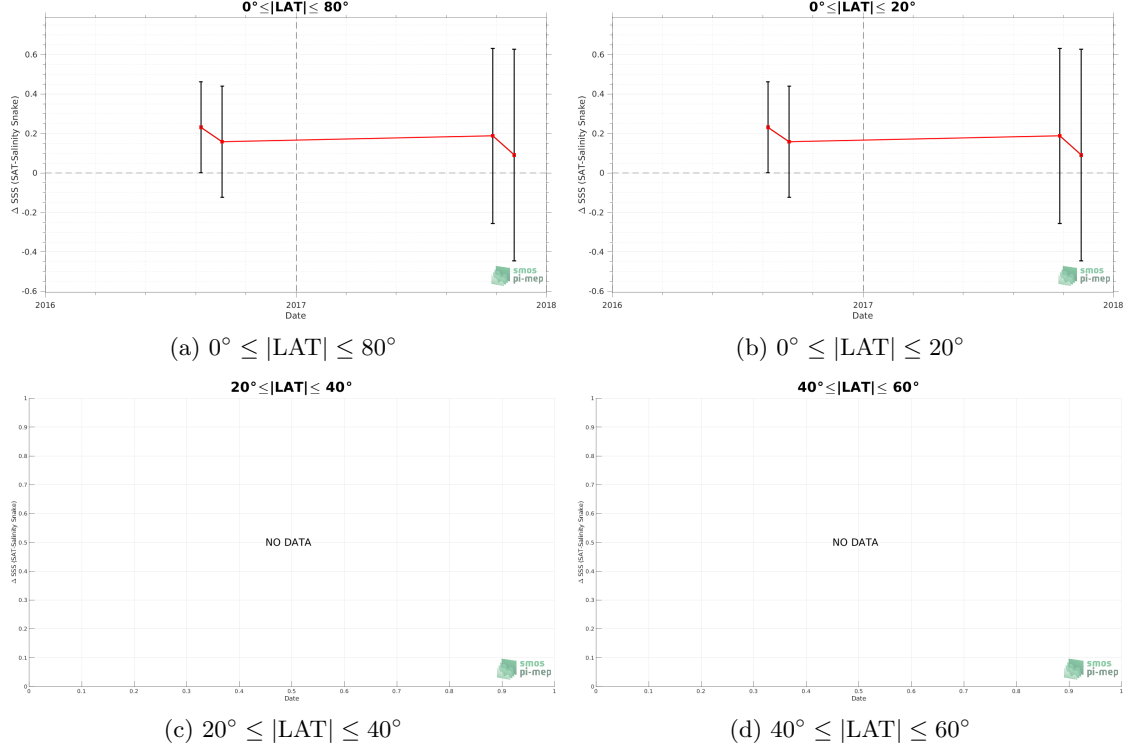 0°≤|LAT|≤ 80°
Δ SSS (SAT-Salinity Snake)
0.6
0.4
0.2
0
-0.2
-0.4
-0.6
2016
2017
2018
Date
smos
pi-mep
(a) 0° ≤ |LAT| ≤ 80°
0°≤|LAT|≤ 20°
Δ SSS (SAT-Salinity Snake)
0.6
0.4
0.2
0
-0.2
-0.4
-0.6
2016
2017
2018
Date
smos
pi-mep
(b) 0° ≤ |LAT| ≤ 20°
20°≤|LAT|≤ 40°
Δ SSS (SAT-Salinity Snake)
1
0.9
0.8
0.7
0.6
0.5
0.4
0.3
0.2
0.1
0
NO DATA
0 0.1 0.2 0.3 0.4 0.5 0.6 0.7 0.8 0.9 1
Date
smos
pi-mep
(c) 20° ≤ |LAT| ≤ 40°
40°≤|LAT|≤ 60°
Δ SSS (SAT-Salinity Snake)
1
0.9
0.8
0.7
0.6
0.5
0.4
0.3
0.2
0.1
0
NO DATA
0 0.1 0.2 0.3 0.4 0.5 0.6 0.7 0.8 0.9 1
Date
smos
pi-mep
(d) 40° ≤ |LAT| ≤ 60°